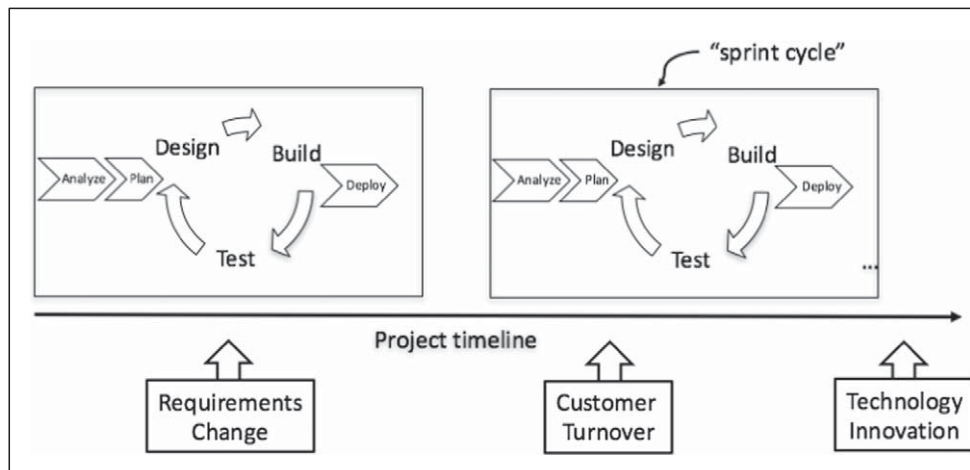 “sprint cycle”
Design
Build
Analyze
Plan
Deploy
Test
Design
Build
Analyze
Plan
Deploy
Test
...
Project timeline
Requirements
Change
Customer
Turnover
Technology
Innovation